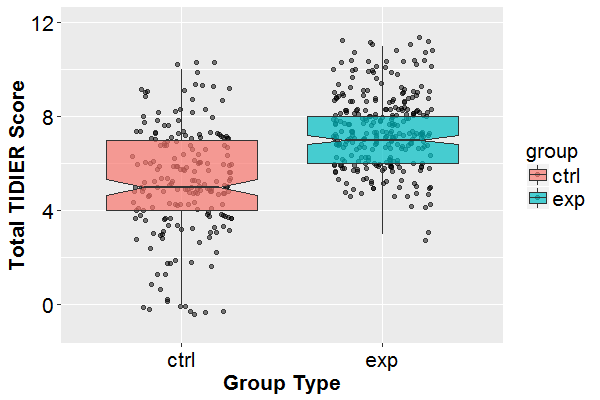 12
8
4
0
Total TIDieR Score
ctrl
exp
Group Type
group
ctrl
exp